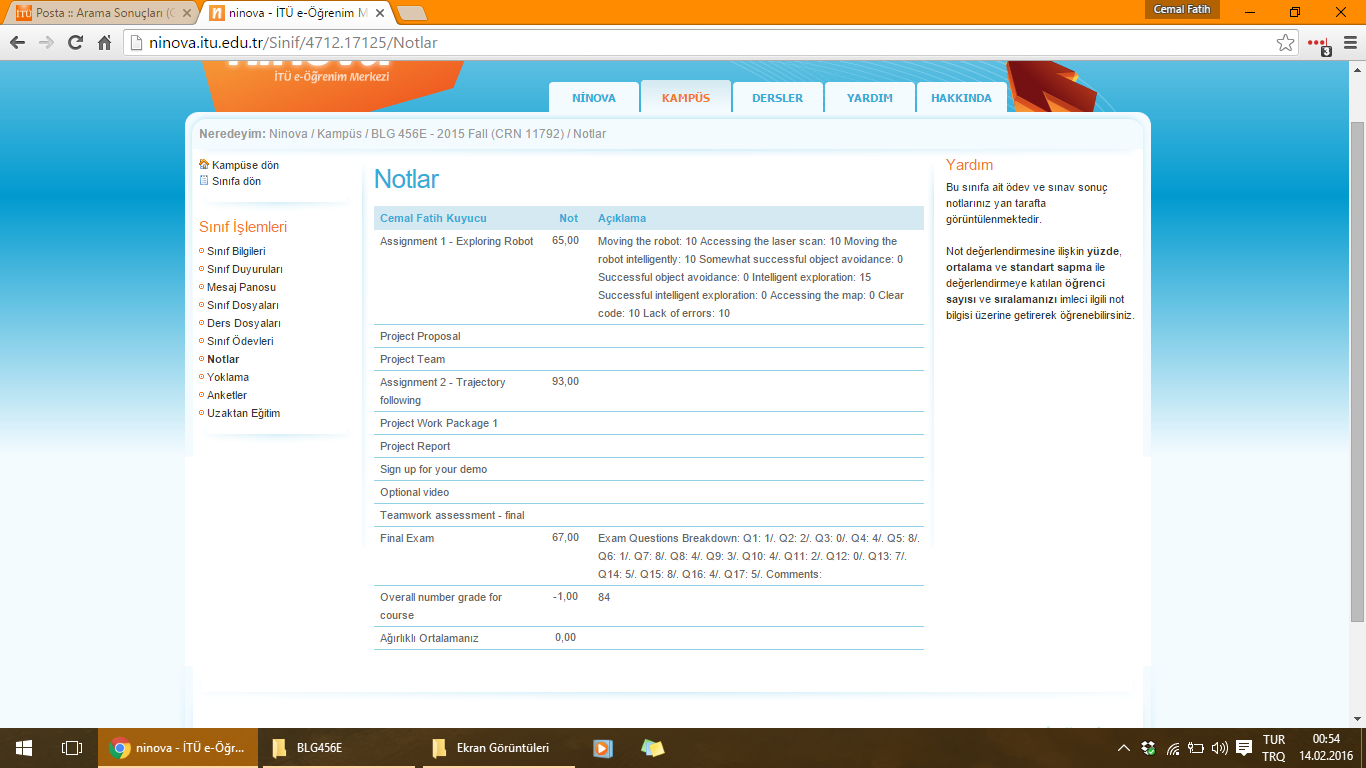 Posta :: Arama Sonuçları (
ninova - İTÜ e-Öğrenim M
Cemal Fatih
ninova.itu.edu.tr/Sinif/4712.17125/Notlar
3
İTÜ e-Öğrenim Merkezi
NİNOVA
KAMPÜS
DERSLER
YARDIM
HAKKINDA
Neredeyim: Ninova / Kampüs / BLG 456E - 2015 Fall (CRN 11792) / Notlar
Kampüse dön
Sınıfa dön
Sınıf İşlemleri
Sınıf Bilgileri
Sınıf Duyuruları
Mesaj Panosu
Sınıf Dosyaları
Ders Dosyaları
Sınıf Ödevleri
Notlar
Yoklama
Anketler
Uzaktan Eğitim
Notlar
Cemal Fatih Kuyucu Not Açıklama
Assignment 1 - Exploring Robot 65,00 Moving the robot: 10 Accessing the laser scan: 10 Moving the
robot intelligently: 10 Somewhat successful object avoidance: 0
Successful object avoidance: 0 Intelligent exploration: 15
Successful intelligent exploration: 0 Accessing the map: 0 Clear
code: 10 Lack of errors: 10
Project Proposal
Project Team
Assignment 2 - Trajectory 93,00
following
Project Work Package 1
Project Report
Sign up for your demo
Optional video
Teamwork assessment - final
Final Exam 67,00 Exam Questions Breakdown: Q1: 1/. Q2: 2/. Q3: 0/. Q4: 4/. Q5: 8/.
Q6: 1/. Q7: 8/. Q8: 4/. Q9: 3/. Q10: 4/. Q11: 2/. Q12: 0/. Q13: 7/.
Q14: 5/. Q15: 8/. Q16: 4/. Q17: 5/. Comments:
Overall number grade for -1,00 84
course
Ağırlıklı Ortalamanız 0,00
Yardım
Bu sınıfa ait ödev ve sınav sonuç
notlarınız yan tarafta
görüntülenmektedir.
Not değerlendirmesine ilişkin yüzde,
ortalama ve standart sapma ile
değerlendirmeye katılan öğrenci
sayısı ve sıralamanızı imleci ilgili not
bilgisi üzerine getirerek öğrenebilirsiniz.
ninova - İTÜ e-Öğr...
BLG456E
Ekran Görüntüleri
TUR
TRQ
00:54
14.02.2016